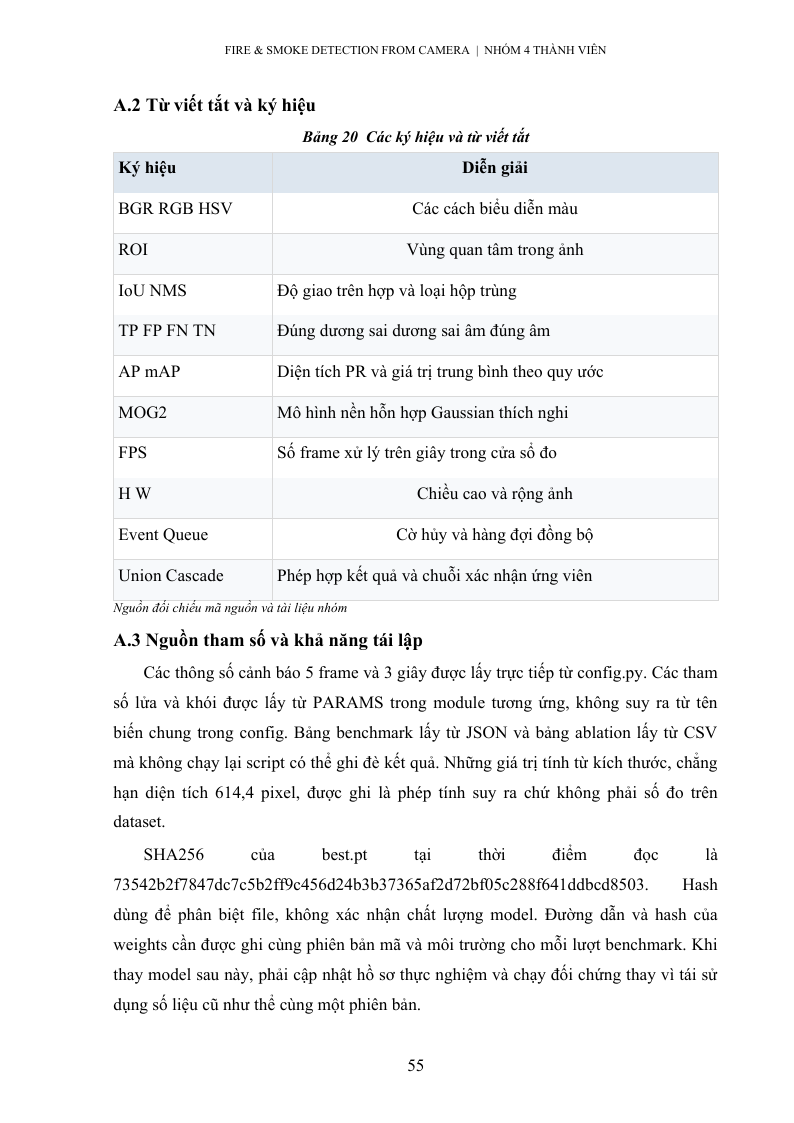 FIRE & SMOKE DETECTION FROM CAMERA | NHÓM 4 THÀNH VIÊN
A.2 Từ viết tắt và ký hiệu
Bảng 20 Các ký hiệu và từ viết tắt
Ký hiệu Diễn giải
BGR RGB HSV Các cách biểu diễn màu
ROI Vùng quan tâm trong ảnh
IoU NMS Độ giao trên hợp và loại hộp trùng
TP FP FN TN Đúng dương sai dương sai âm đúng âm
AP mAP Diện tích PR và giá trị trung bình theo quy ước
MOG2 Mô hình nền hỗn hợp Gaussian thích nghi
FPS Số frame xử lý trên giây trong cửa sổ đo
H W Chiều cao và rộng ảnh
Event Queue Cờ hủy và hàng đợi đồng bộ
Union Cascade Phép hợp kết quả và chuỗi xác nhận ứng viên
Nguồn đối chiếu mã nguồn và tài liệu nhóm
A.3 Nguồn tham số và khả năng tái lập
Các thông số cảnh báo 5 frame và 3 giây được lấy trực tiếp từ config.py. Các tham
số lửa và khói được lấy từ PARAMS trong module tương ứng, không suy ra từ tên
biến chung trong config. Bảng benchmark lấy từ JSON và bảng ablation lấy từ CSV
mà không chạy lại script có thể ghi đè kết quả. Những giá trị tính từ kích thước, chẳng
hạn diện tích 614,4 pixel, được ghi là phép tính suy ra chứ không phải số đo trên
dataset.
SHA256 của best.pt tại thời điểm đọc là
73542b2f7847dc7c5b2ff9c456d24b3b37365af2d72bf05c288f641ddbcd8503. Hash
dùng để phân biệt file, không xác nhận chất lượng model. Đường dẫn và hash của
weights cần được ghi cùng phiên bản mã và môi trường cho mỗi lượt benchmark. Khi
thay model sau này, phải cập nhật hồ sơ thực nghiệm và chạy đối chứng thay vì tái sử
dụng số liệu cũ như thể cùng một phiên bản.
55